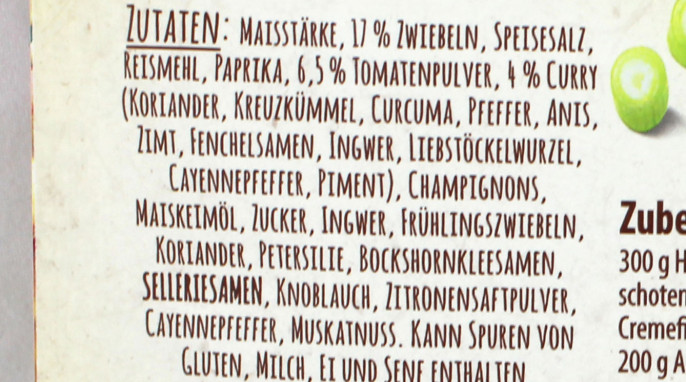 ZUTATEN: MAISSTÄRKE, 17 % ZWIEBELN, SPEISESALZ,
REISMEHL, PAPRIKA, 6,5 % TOMATENPULVER, 4 % CURRY
(KORIANDER, KREUZKÜMMEL, CURCUMA, PFEFFER, ANIS,
ZIMT, FENCHELSAMEN, INGWER, LIEBSTÖCKELWURZEL,
CAYENNEPFEFFER, PIMENT), CHAMPIGNONS,
MAISKEIMÖL, ZUCKER, INGWER, FRÜHLINGSZWIEBELN,
KORIANDER, PETERSILIE, BOCKSHORNKLEESAMEN,
SELLERIESAMEN, KNOBLAUCH, ZITRONENSAFTPULVER,
CAYENNEPFEFFER, MUSKATNUSS. KANN SPUREN VON
GLUTEN, MILCH, EI UND SENF ENTHALTEN
Zube
300 g H
schoten
Cremefi
200 g A